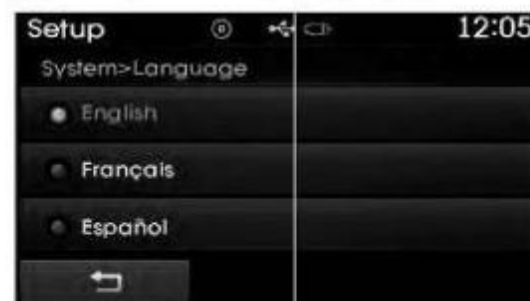 Setup 12:05
System>Language
English
Français
Español